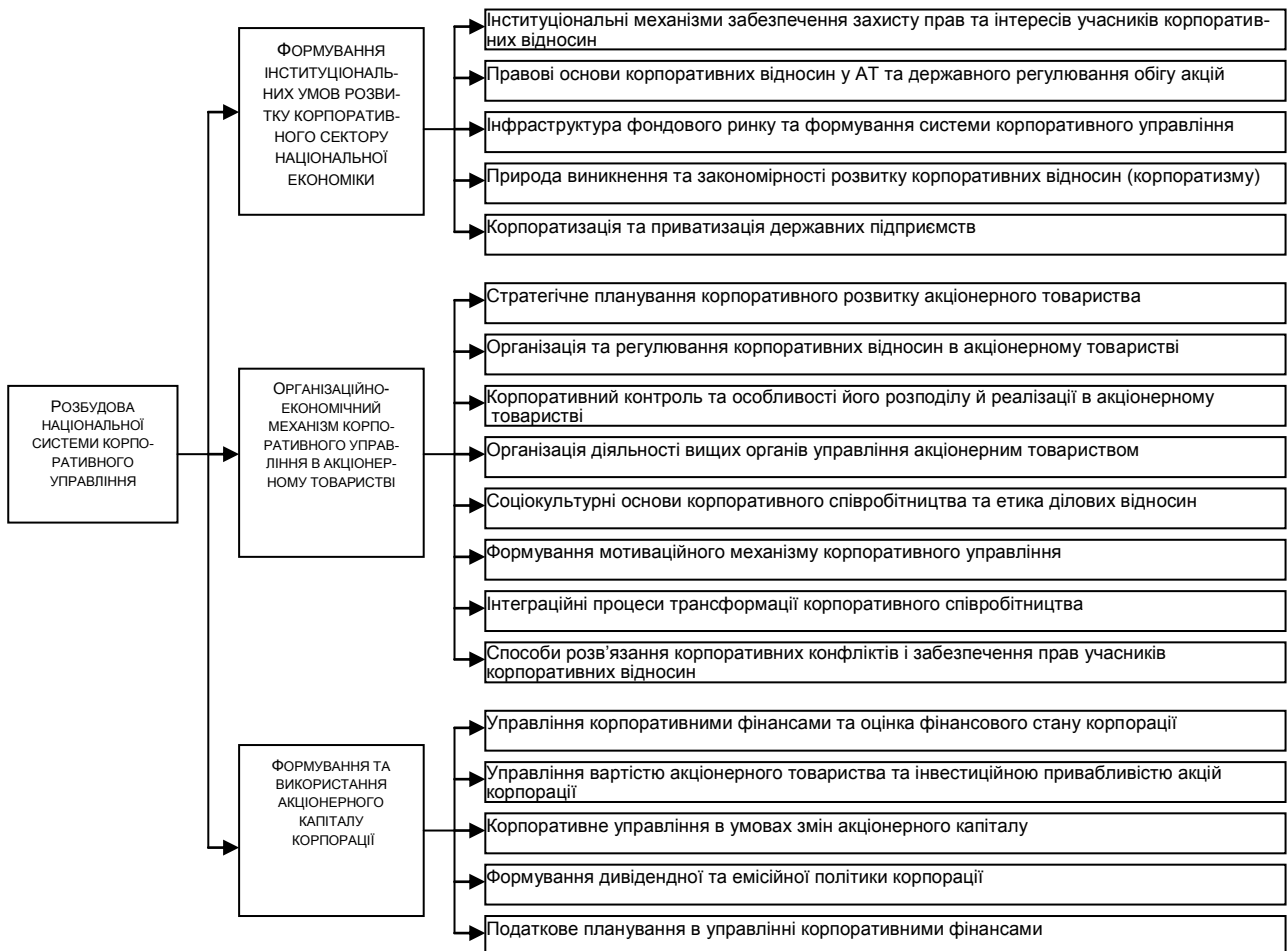 Інституціональні механізми забезпечення захисту прав та інтересів учасників корпоратив-
них відносин
ФОРМУВАННЯ
ІНСТИТУЦІОНАЛЬ-
НИХ УМОВ РОЗВИ-
ТКУ КОРПОРАТИВ-
НОГО СЕКТОРУ
НАЦІОНАЛЬНОЇ
ЕКОНОМІКИ
Правові основи корпоративних відносин у АТ та державного регулювання обігу акцій
Інфраструктура фондового ринку та формування системи корпоративного управління
Природа виникнення та закономірності розвитку корпоративних відносин (корпоратизму)
Корпоратизація та приватизація державних підприємств
РОЗБУДОВА
НАЦІОНАЛЬНОЇ
СИСТЕМИ КОРПО-
РАТИВНОГО
УПРАВЛІННЯ
ОРГАНІЗАЦІЙНО-
ЕКОНОМІЧНИЙ
МЕХАНІЗМ КОРПО-
РАТИВНОГО УПРАВ-
ЛІННЯ В АКЦІОНЕР-
НОМУ ТОВАРИСТВІ
Стратегічне планування корпоративного розвитку акціонерного товариства
Організація та регулювання корпоративних відносин в акціонерному товаристві
Корпоративний контроль та особливості його розподілу й реалізації в акціонерному
товаристві
Організація діяльності вищих органів управління акціонерним товариством
Соціокультурні основи корпоративного співробітництва та етика ділових відносин
Формування мотиваційного механізму корпоративного управління
Інтеграційні процеси трансформації корпоративного співробітництва
Способи розв’язання корпоративних конфліктів і забезпечення прав учасників
корпоративних відносин
ФОРМУВАННЯ ТА
ВИКОРИСТАННЯ
АКЦІОНЕРНОГО
КАПІТАЛУ
КОРПОРАЦІЇ
Управління корпоративними фінансами та оцінка фінансового стану корпорації
Управління вартістю акціонерного товариства та інвестиційною привабливістю акцій
корпорації
Корпоративне управління в умовах змін акціонерного капіталу
Формування дивідендної та емісійної політики корпорації
Податкове планування в управлінні корпоративними фінансами